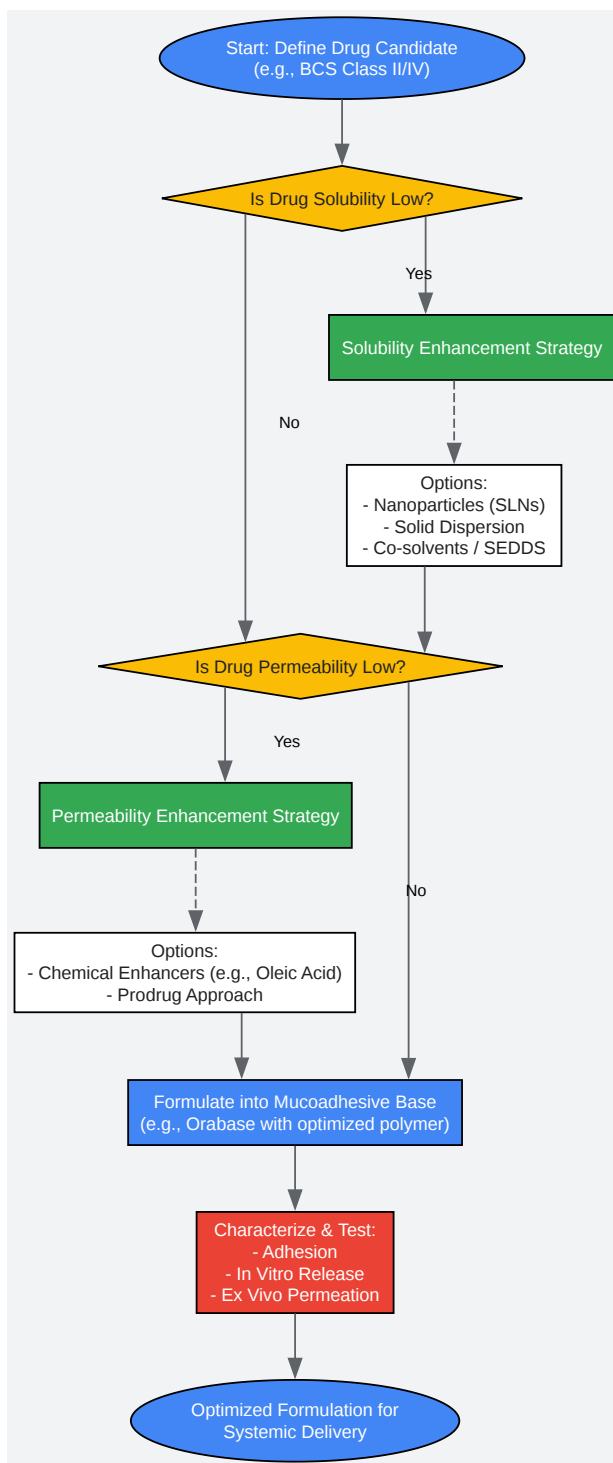 Start: Define Drug Candidate
(e.g., BCS Class II/IV)
Is Drug Solubility Low?
Yes
Solubility Enhancement Strategy
No
Options:
- Nanoparticles (SLNs)
- Solid Dispersion
- Co-solvents / SEDDS
Is Drug Permeability Low?
Yes
Permeability Enhancement Strategy
No
Options:
- Chemical Enhancers (e.g., Oleic Acid)
- Prodrug Approach
Formulate into Mucoadhesive Base
(e.g., Orabase with optimized polymer)
Characterize & Test:
- Adhesion
- In Vitro Release
- Ex Vivo Permeation
Optimized Formulation for
Systemic Delivery